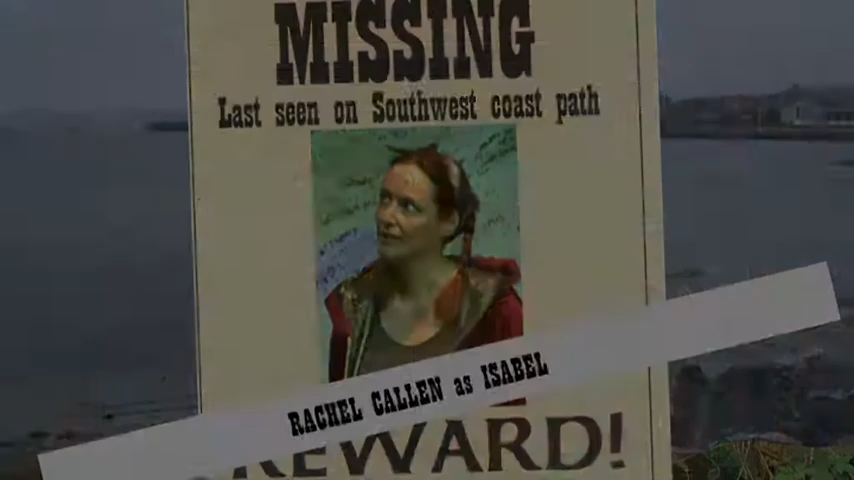 MISSING
Last seen on Southwest coast path
RACHEL CALLEN as ISABEL
REWARD!